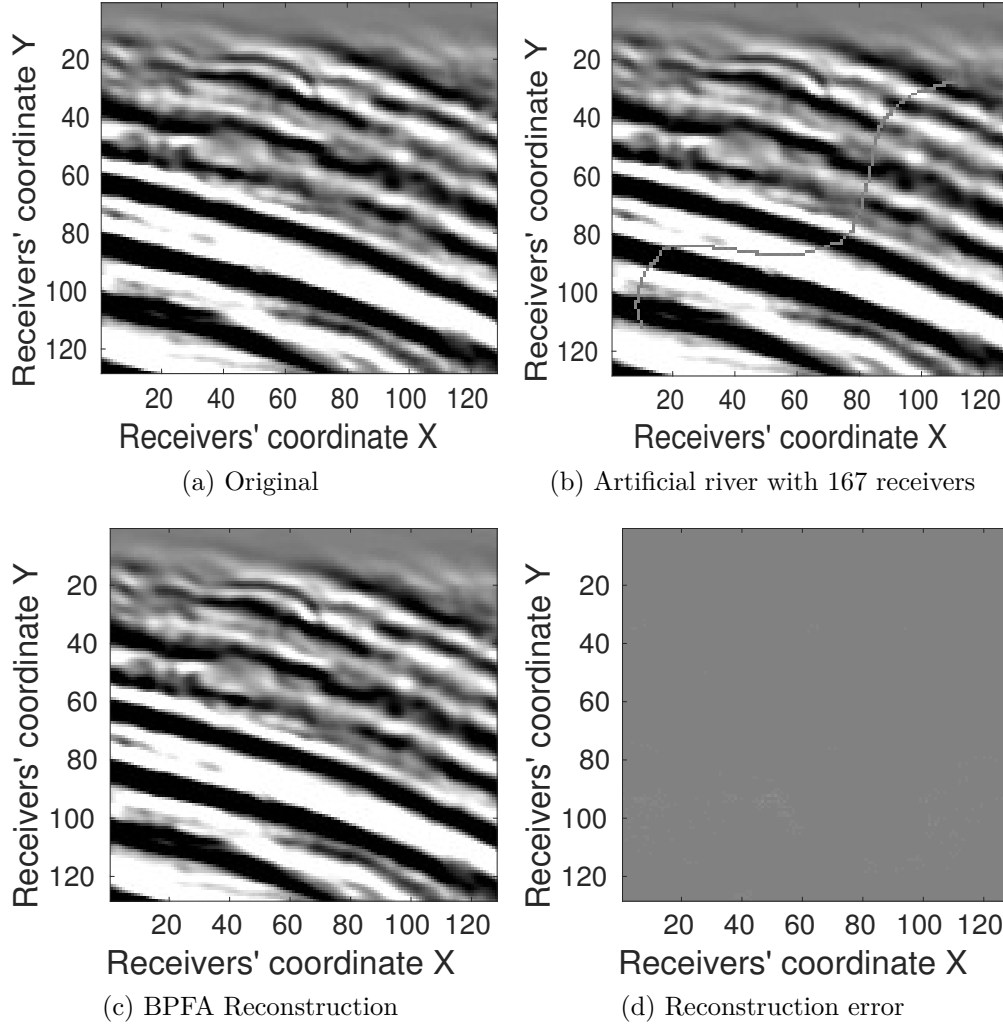 Receivers' coordinate Y
20
40
60
80
100
120
20 40 60 80 100 120
Receivers' coordinate X
(a) Original
Receivers' coordinate Y
20
40
60
80
100
120
20 40 60 80 100 120
Receivers' coordinate X
(b) Artificial river with 167 receivers
Receivers' coordinate Y
20
40
60
80
100
120
20 40 60 80 100 120
Receivers' coordinate X
(c) BPFA Reconstruction
Receivers' coordinate Y
20
40
60
80
100
120
20 40 60 80 100 120
Receivers' coordinate X
(d) Reconstruction error